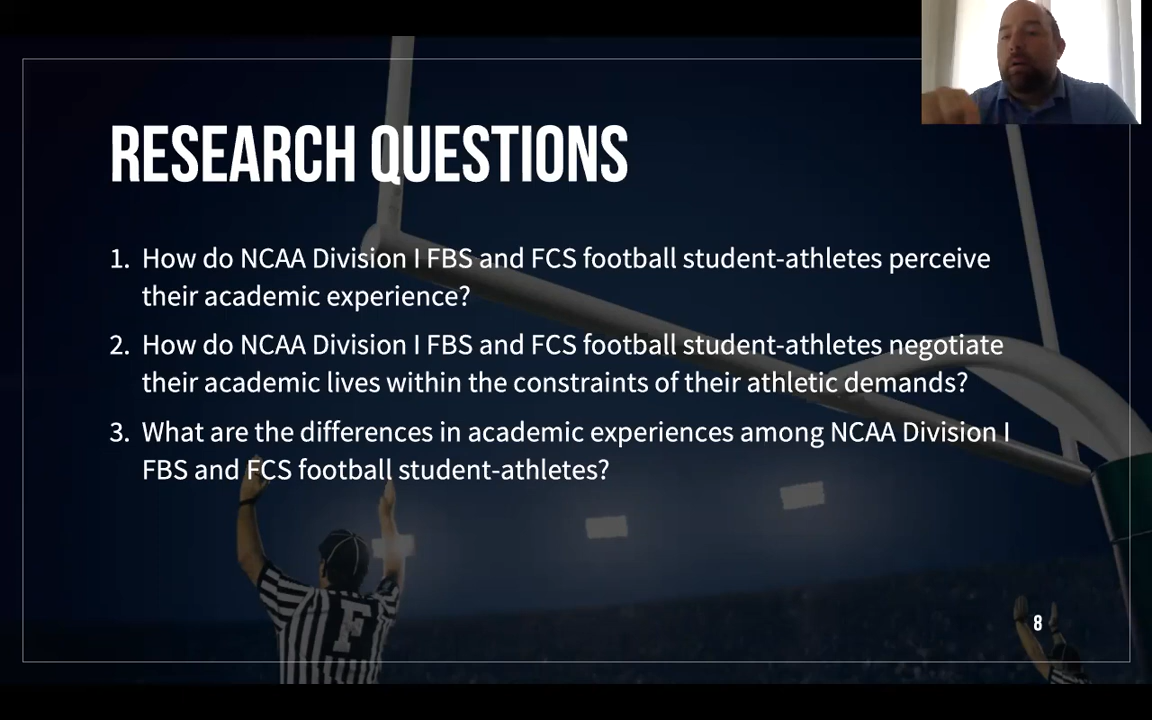 RESEARCH QUESTIONS
1. How do NCAA Division I FBS and FCS football student-athletes perceive
their academic experience?
2. How do NCAA Division I FBS and FCS football student-athletes negotiate
their academic lives within the constraints of their athletic demands?
3. What are the differences in academic experiences among NCAA Division I
FBS and FCS football student-athletes?
F
8